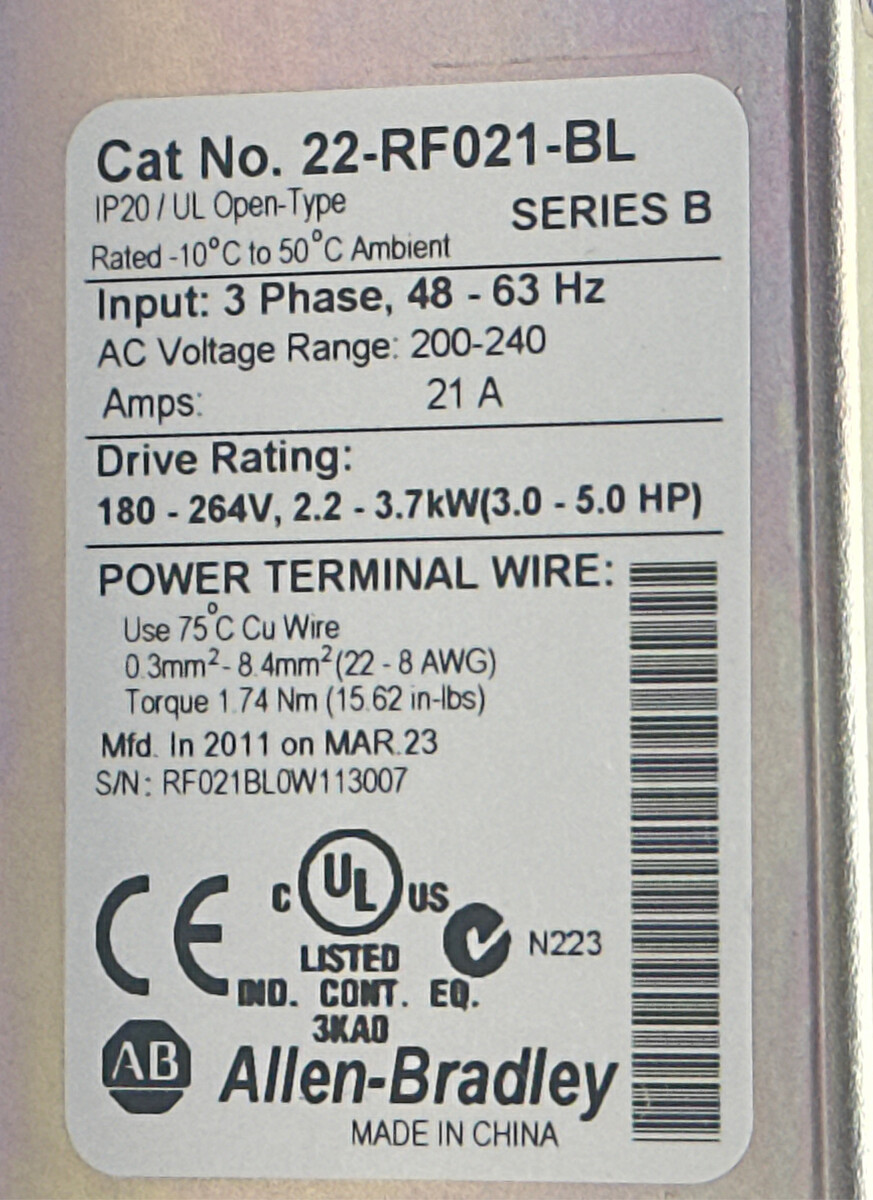 Cat No. 22-RF021-BL
IP20 / UL Open-Type
SERIES B
Rated -10°C to 50°C Ambient
Input: 3 Phase, 48 - 63 Hz
AC Voltage Range: 200-240
Amps: 21 A
Drive Rating:
180 - 264V, 2.2 - 3.7kW(3.0 - 5.0 HP)
POWER TERMINAL WIRE:
Use 75°C Cu Wire
0.3mm²- 8.4mm²(22 - 8 AWG)
Torque 1.74 Nm (15.62 in-lbs)
Mfd. In 2011 on MAR.23
S/N: RF021BL0W113007
CE
C UL US
LISTED
N223
IND. CONT. EQ.
3KAD
AB Allen-Bradley
MADE IN CHINA